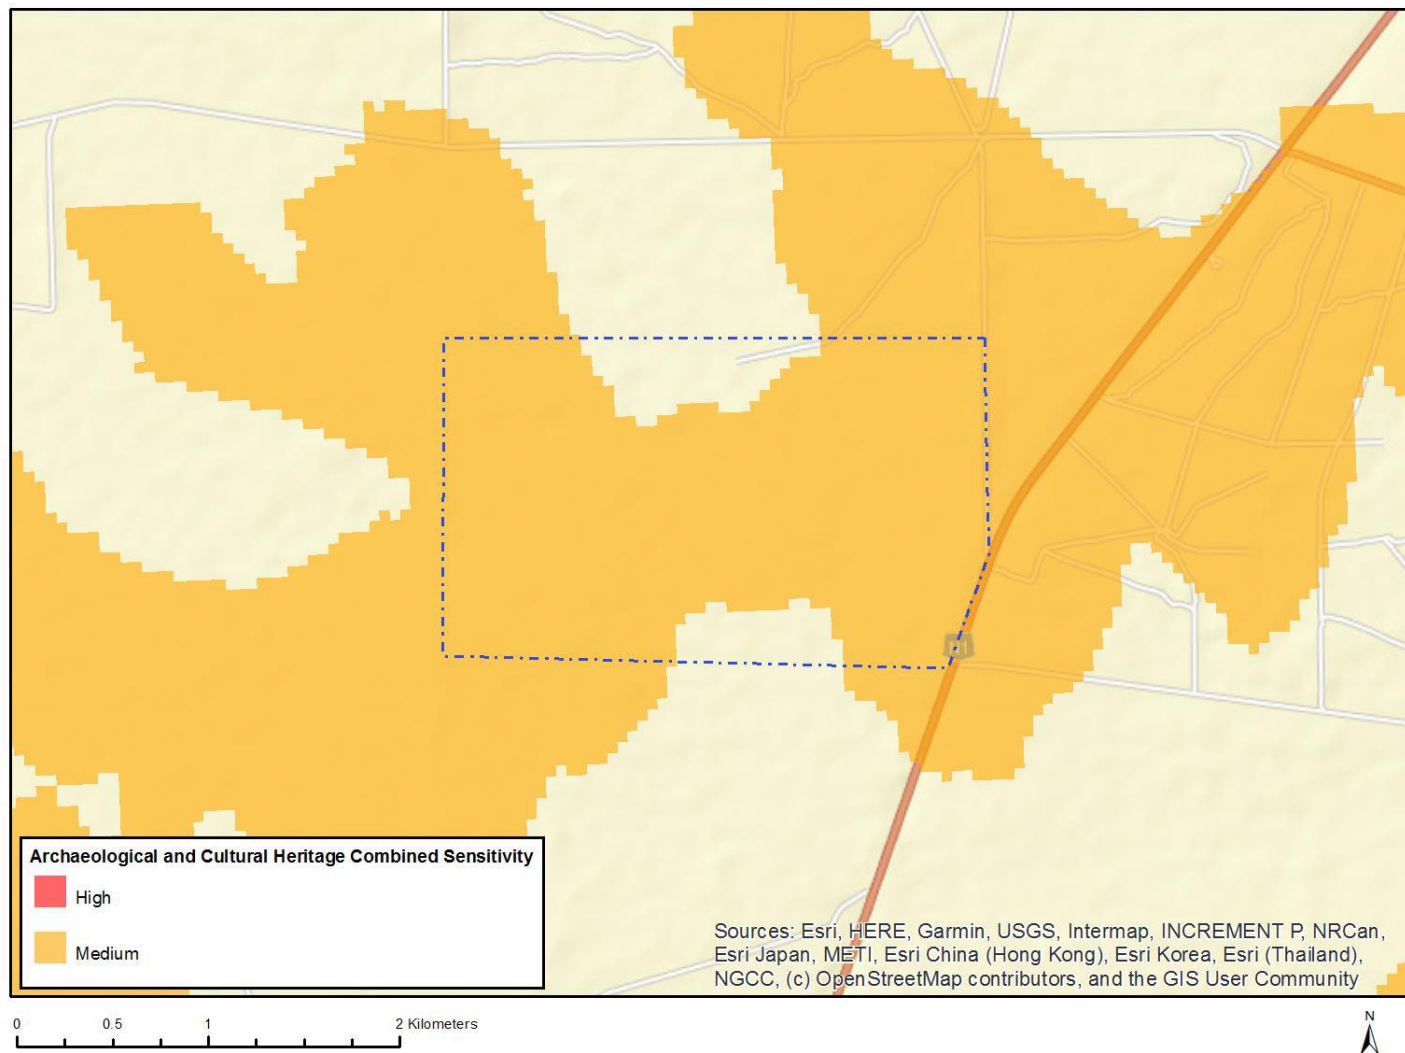 Archaeological and Cultural Heritage Combined Sensitivity
High
Medium
Sources: Esri, HERE, Garmin, USGS, Intermap, INCREMENT P, NRCan,
Esri Japan, METI, Esri China (Hong Kong), Esri Korea, Esri (Thailand),
NGCC, (c) OpenStreetMap contributors, and the GIS User Community
0 0.5 1 2 Kilometers
N